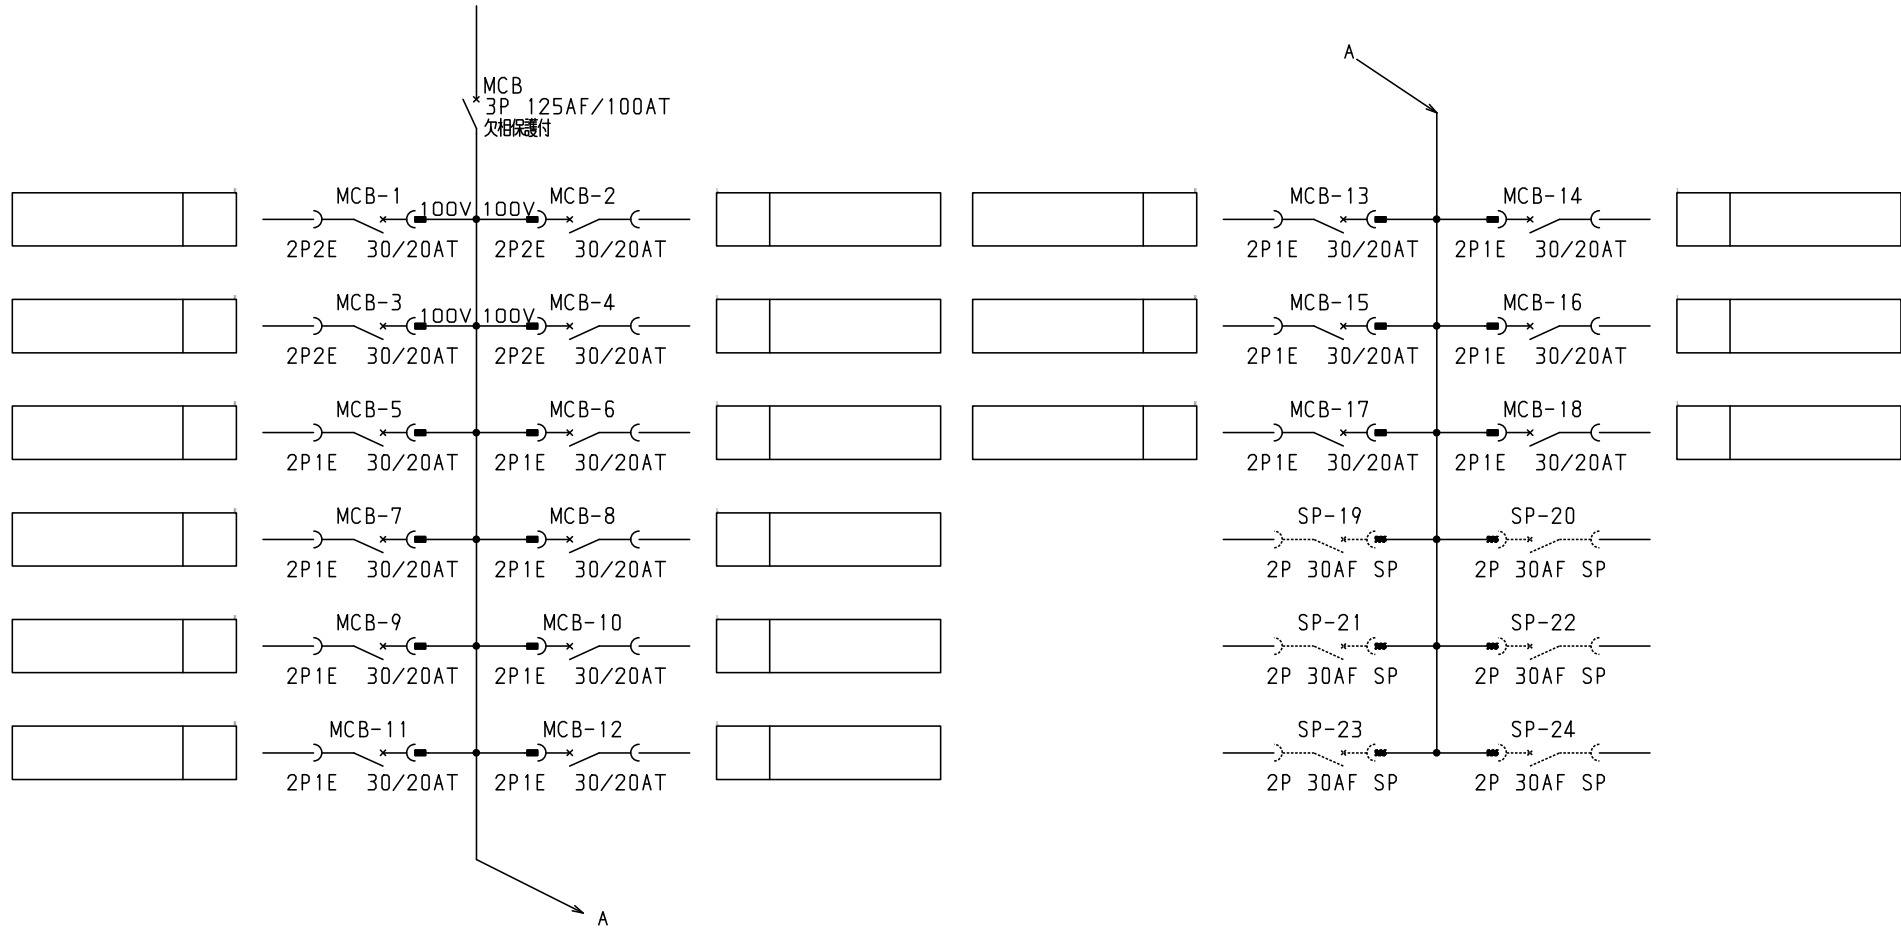 MCB
3P 125AF/100AT
欠相保護付
MCB-1 100V 100V MCB-2
2P2E 30/20AT 2P2E 30/20AT
MCB-3 100V 100V MCB-4
2P2E 30/20AT 2P2E 30/20AT
MCB-5 MCB-6
2P1E 30/20AT 2P1E 30/20AT
MCB-7 MCB-8
2P1E 30/20AT 2P1E 30/20AT
MCB-9 MCB-10
2P1E 30/20AT 2P1E 30/20AT
MCB-11 MCB-12
2P1E 30/20AT 2P1E 30/20AT
A
A
MCB-13 MCB-14
2P1E 30/20AT 2P1E 30/20AT
MCB-15 MCB-16
2P1E 30/20AT 2P1E 30/20AT
MCB-17 MCB-18
2P1E 30/20AT 2P1E 30/20AT
SP-19 SP-20
2P 30AF SP 2P 30AF SP
SP-21 SP-22
2P 30AF SP 2P 30AF SP
SP-23 SP-24
2P 30AF SP 2P 30AF SP